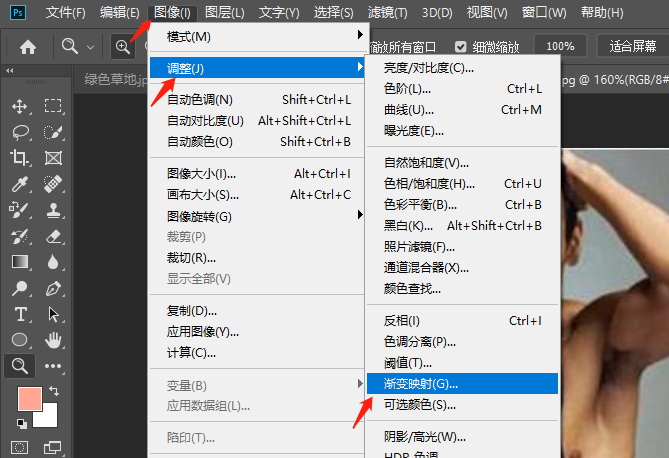 Ps 文件(F) 编辑(E) 图像(I) 图层(L) 文字(Y) 选择(S) 滤镜(T) 3D(D) 视图(V) 窗口(W) 帮助(H)
放所有窗口 细微缩放 100% 适合屏幕
绿色草地.jp
pg @ 160%(RGB/8#
模式(M)
调整(J)
自动色调(N) Shift+Ctrl+L
自动对比度(U) Alt+Shift+Ctrl+L
自动颜色(O) Shift+Ctrl+B
图像大小(I)... Alt+Ctrl+I
画布大小(S)... Alt+Ctrl+C
图像旋转(G)
裁剪(P)
裁切(R)...
显示全部(V)
复制(D)...
应用图像(Y)...
计算(C)...
变量(B)
应用数据组(L)...
陷印(T)...
亮度/对比度(C)...
色阶(L)... Ctrl+L
曲线(U)... Ctrl+M
曝光度(E)...
自然饱和度(V)...
色相/饱和度(H)... Ctrl+U
色彩平衡(B)... Ctrl+B
黑白(K)... Alt+Shift+Ctrl+B
照片滤镜(F)...
通道混合器(X)...
颜色查找...
反相(I) Ctrl+I
色调分离(P)...
阈值(T)...
渐变映射(G)...
可选颜色(S)...
阴影/高光(W)...
HDR 色调